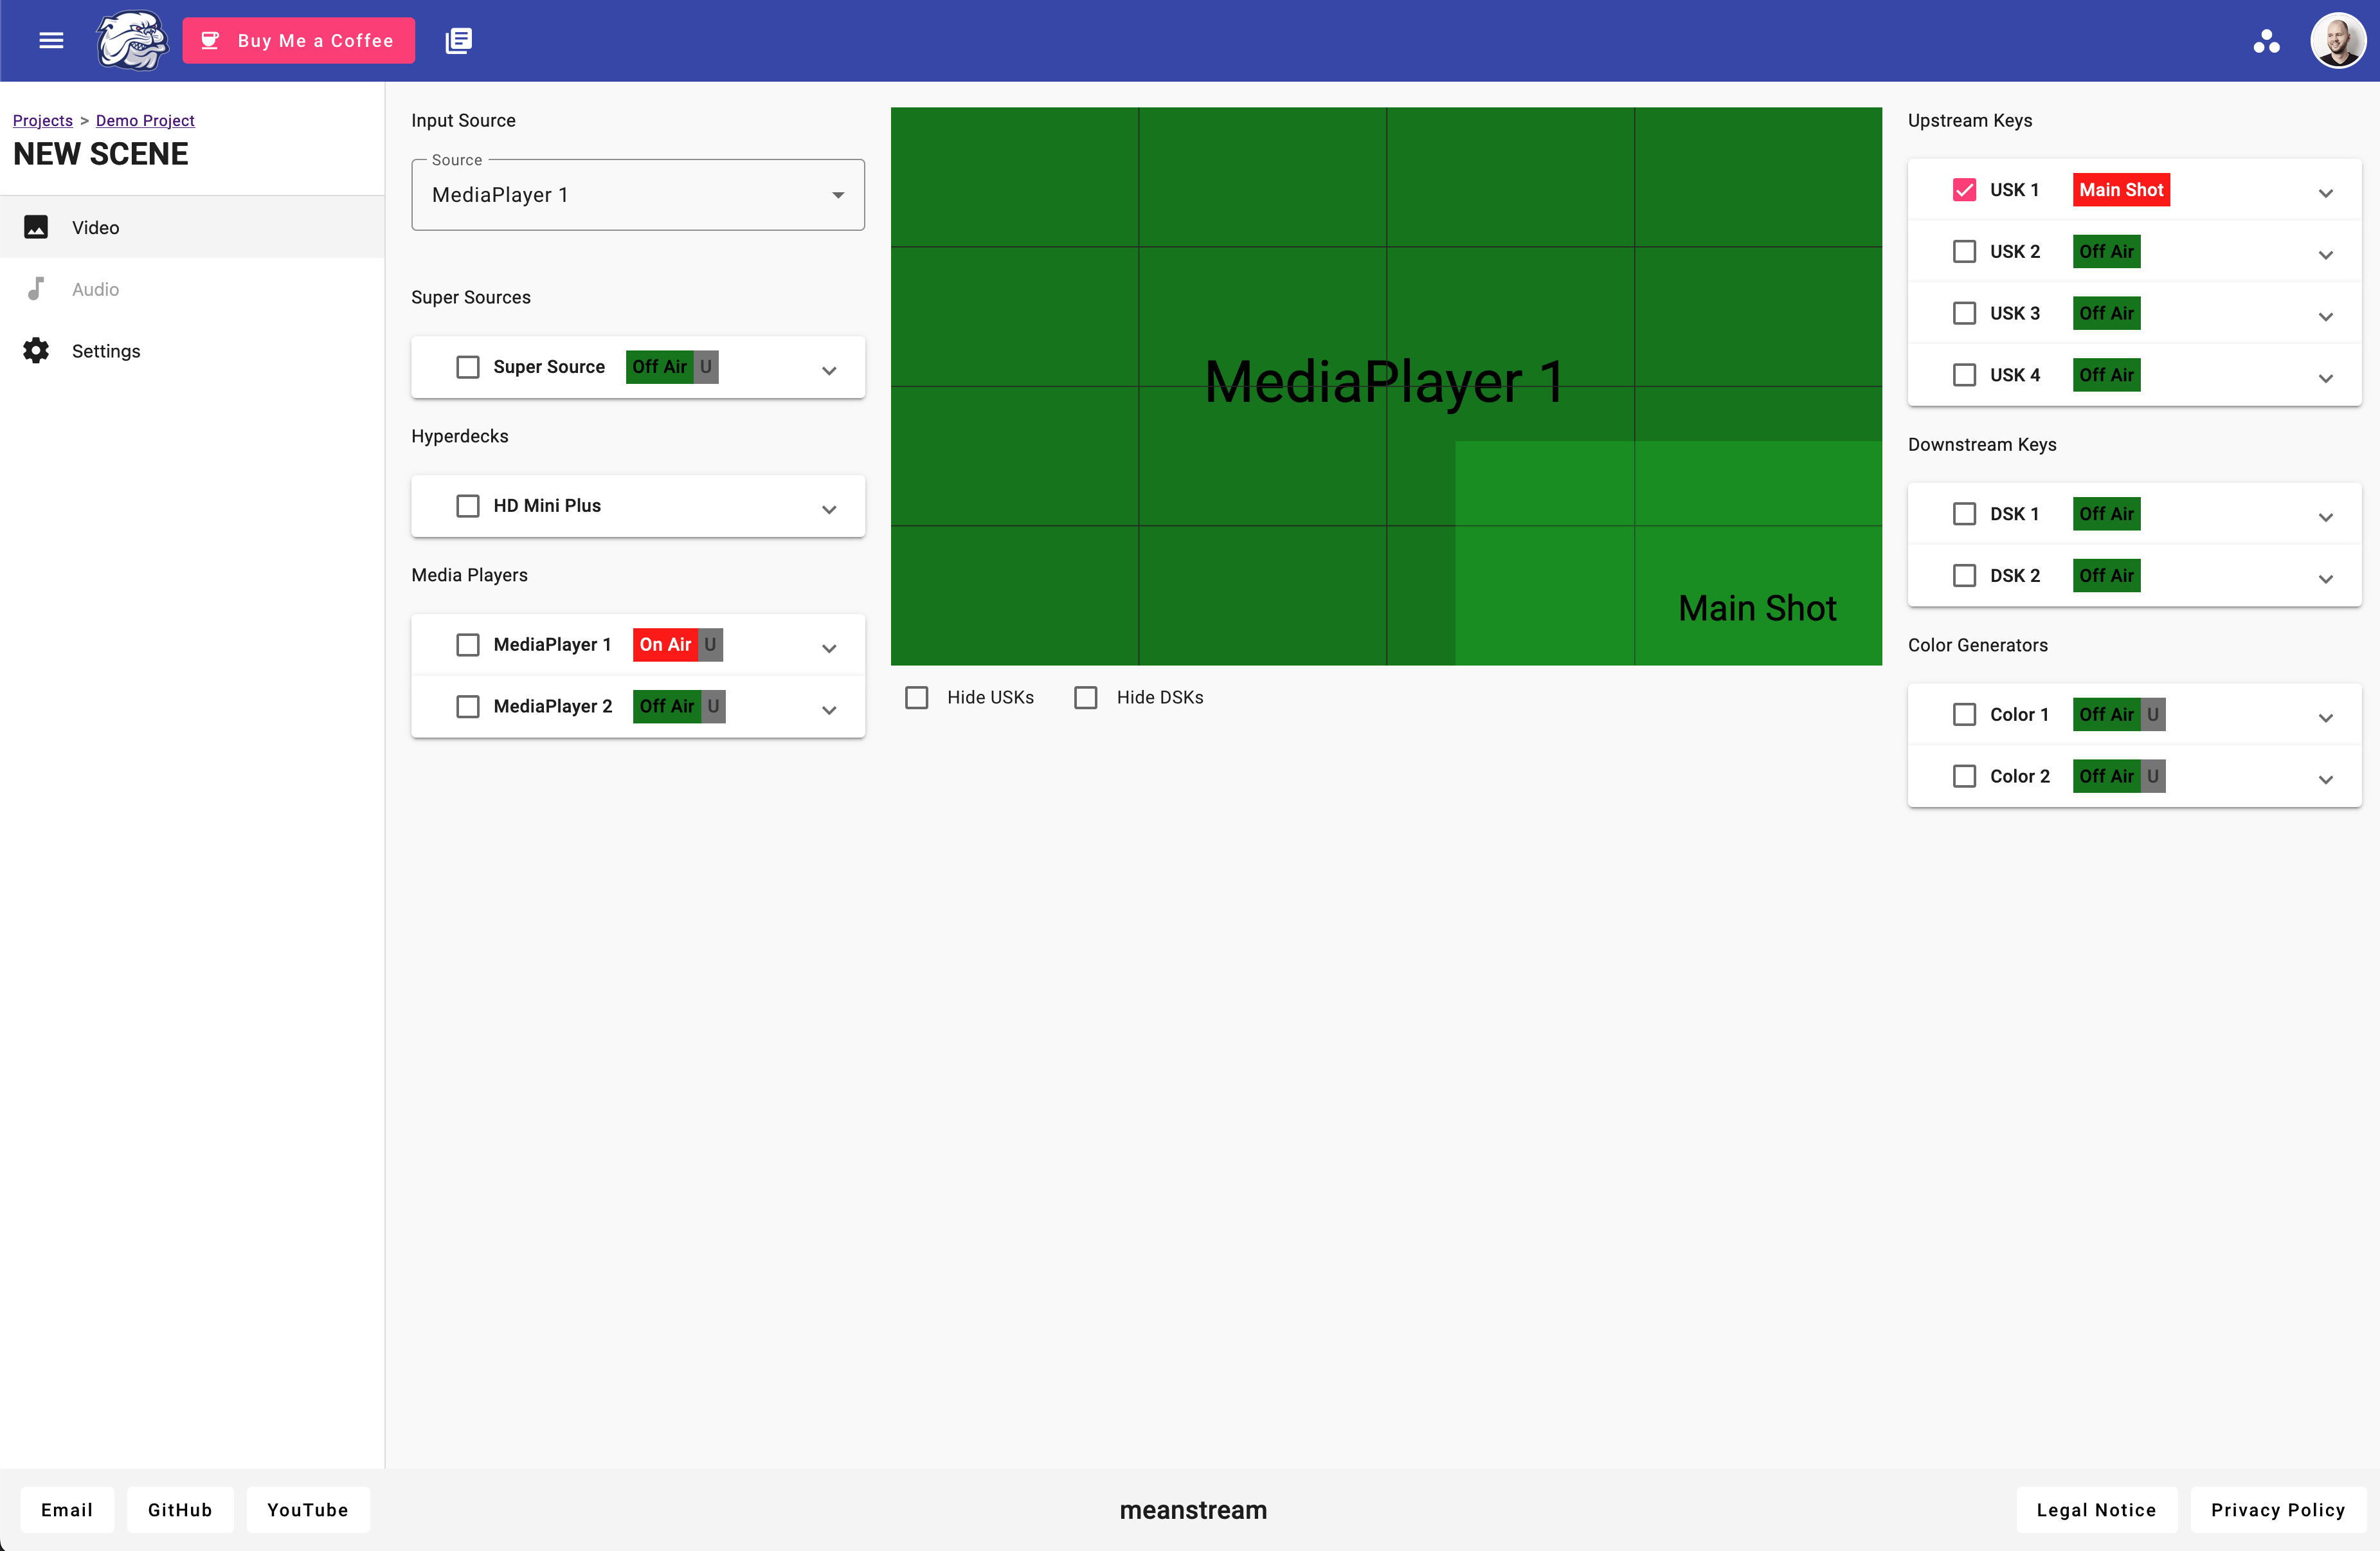 Buy Me a Coffee
Projects > Demo Project
NEW SCENE
Video
Audio
Settings
Input Source
Source
MediaPlayer 1
Super Sources
Super Source Off Air U
Hyperdecks
HD Mini Plus
Media Players
MediaPlayer 1 On Air U
MediaPlayer 2 Off Air U
MediaPlayer 1
Main Shot
Hide USKs Hide DSKs
Upstream Keys
USK 1 Main Shot
USK 2 Off Air
USK 3 Off Air
USK 4 Off Air
Downstream Keys
DSK 1 Off Air
DSK 2 Off Air
Color Generators
Color 1 Off Air U
Color 2 Off Air U
Email GitHub YouTube meanstream Legal Notice Privacy Policy